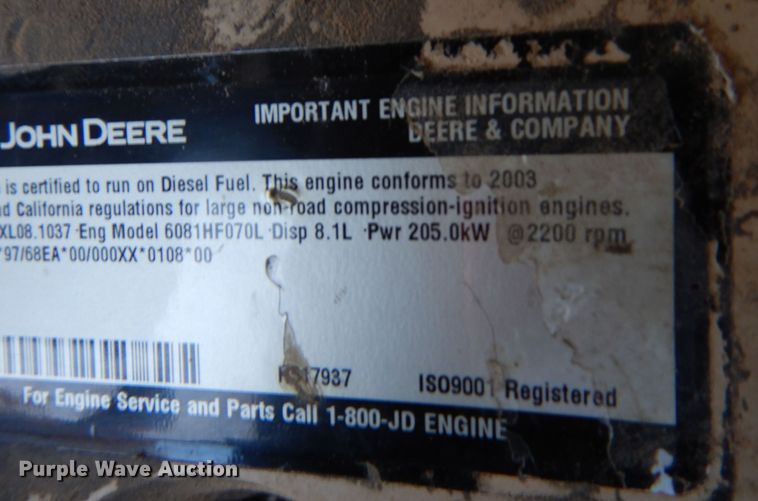 IMPORTANT ENGINE INFORMATION
JOHN DEERE
DEERE & COMPANY
is certified to run on Diesel Fuel. This engine conforms to 2003
California regulations for large non-road compression-ignition engines.
XL08.1037 ·Eng Model 6081HF070L ·Disp 8.1L ·Pwr 205.0kW @2200 rpm
*97/68EA*00/000XX*0108*00
ISO9001 Registered
For Engine Service and Parts Call 1-800-JD ENGINE
Purple Wave Auction